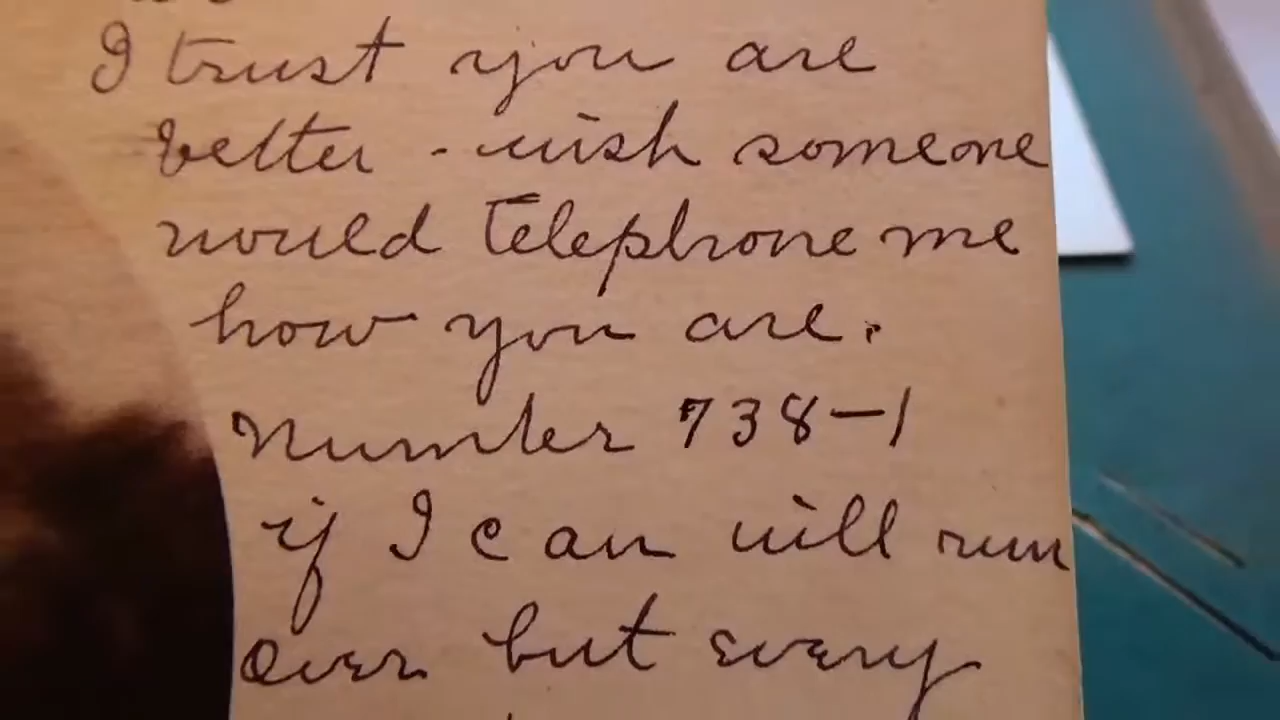 I trust you are
better - wish someone
would telephone me
how you are.
Number 738-1
if I can will run
over but every